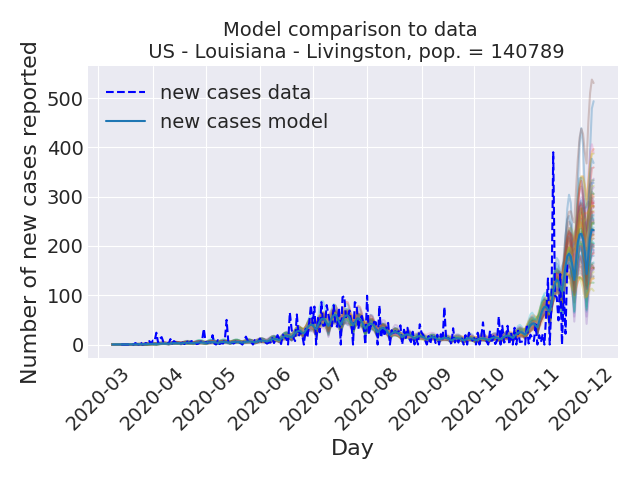 Model comparison to data
US - Louisiana - Livingston, pop. = 140789
Number of new cases reported
500
400
300
200
100
0
new cases data
new cases model
2020-03
2020-04
2020-05
2020-06
2020-07
2020-08
2020-09
2020-10
2020-11
2020-12
Day